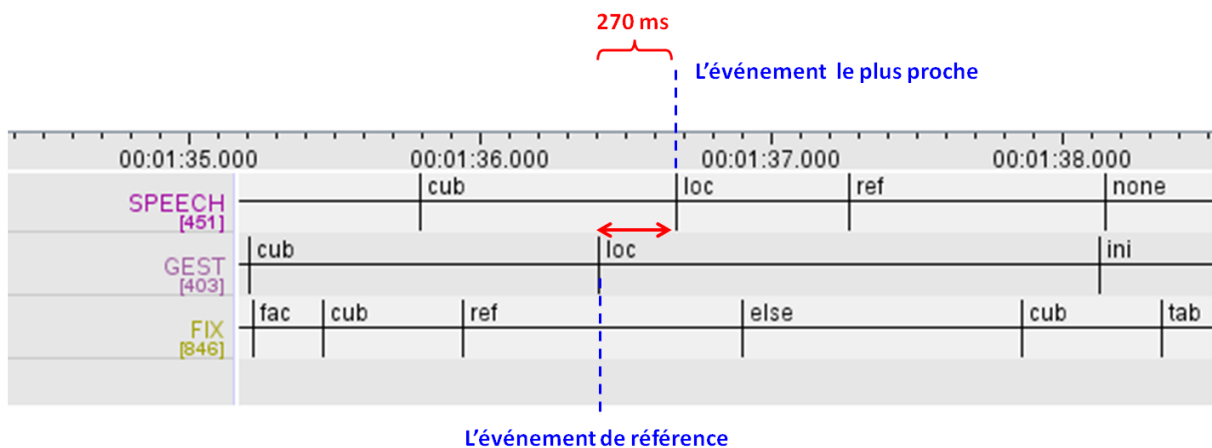 270 ms
L'événement le plus proche
00:01:35.000 00:01:36.000 00:01:37.000 00:01:38.000
SPEECH cub loc ref none
[451]
GEST cub loc ini
[403]
FIX fac cub ref else cub tab
[846]
L'événement de référence